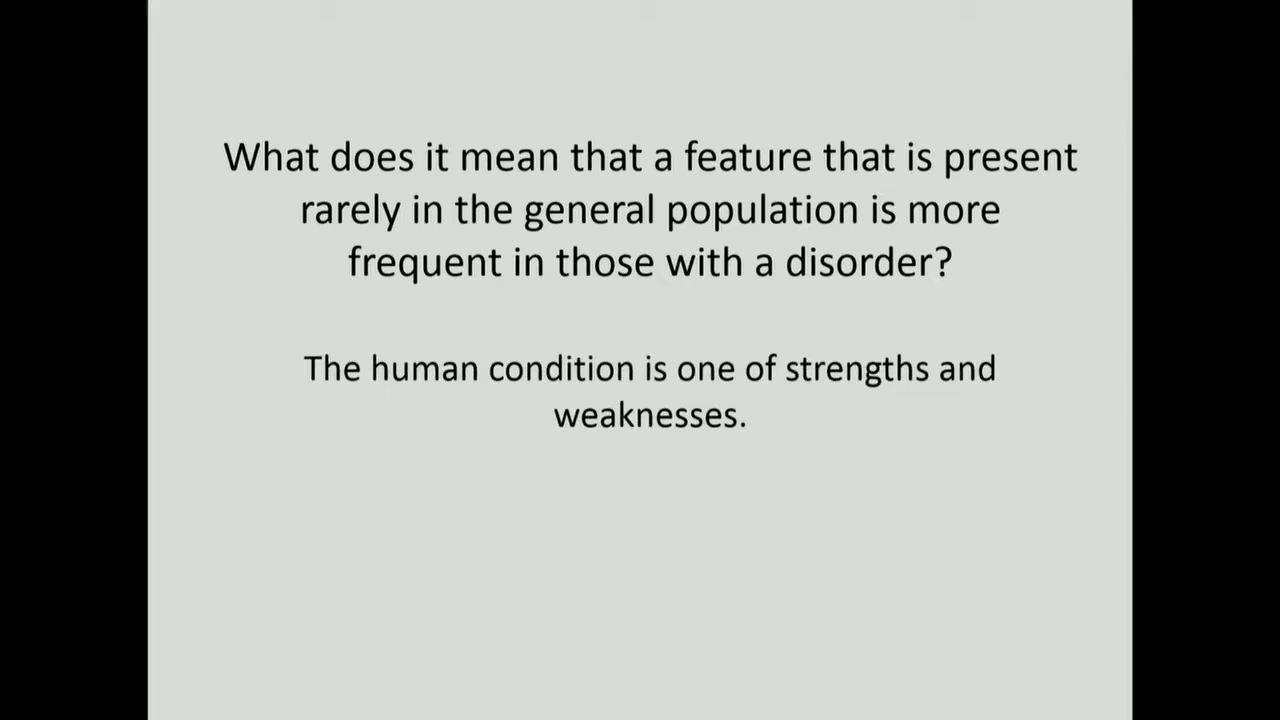 What does it mean that a feature that is present
rarely in the general population is more
frequent in those with a disorder?
The human condition is one of strengths and
weaknesses.